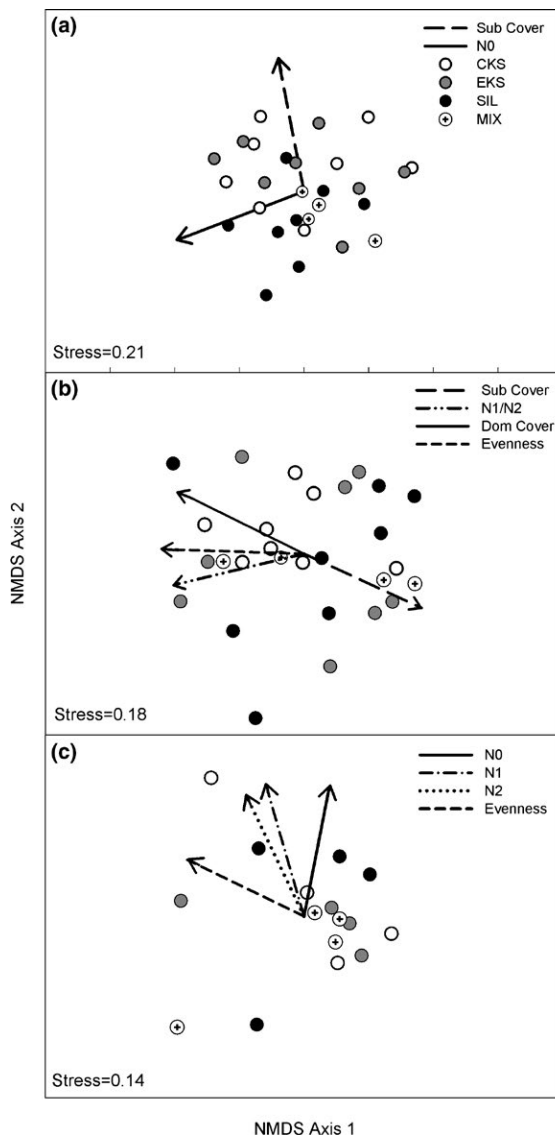 (a)
Sub Cover
N0
CKS
EKS
SIL
MIX
Stress=0.21
(b)
Sub Cover
N1/N2
Dom Cover
Evenness
NMDS Axis 2
Stress=0.18
(c)
N0
N1
N2
Evenness
Stress=0.14
NMDS Axis 1